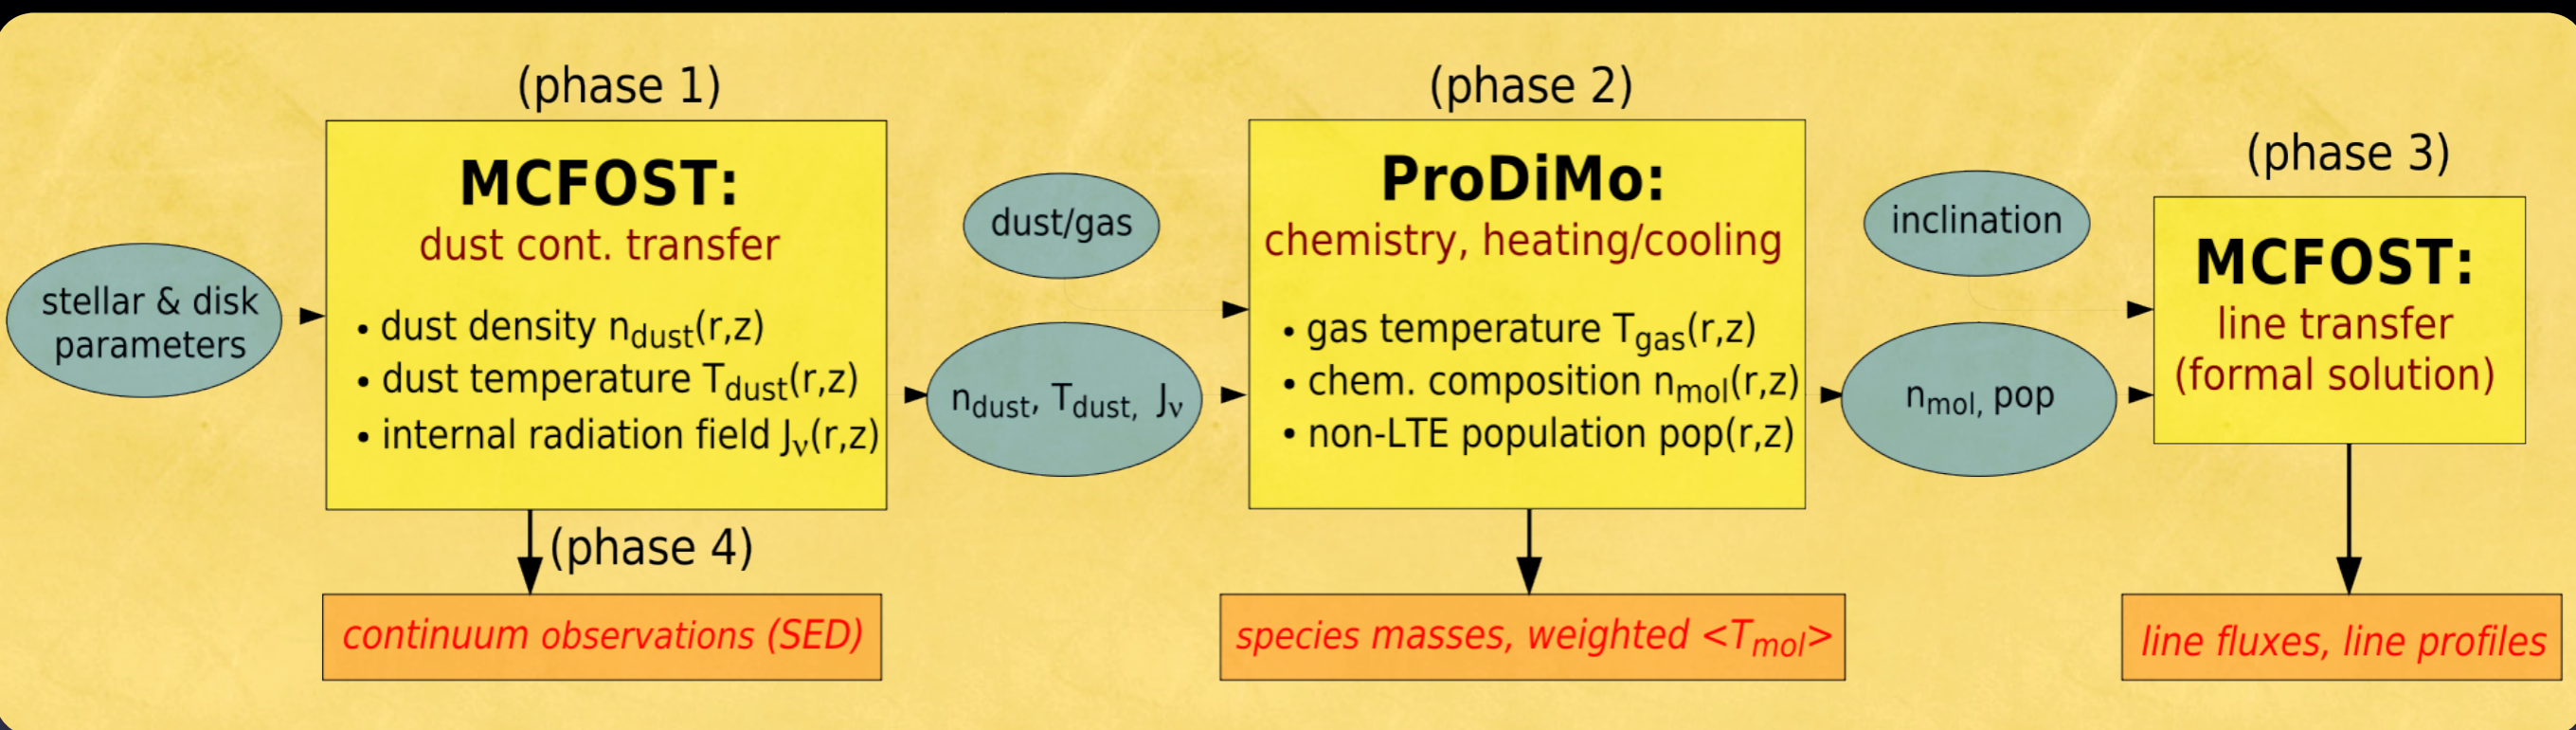 (phase 1)
MCFOST:
dust cont. transfer
• dust density n_dust(r,z)
• dust temperature T_dust(r,z)
• internal radiation field J_ν(r,z)
stellar & disk
parameters
(phase 4)
continuum observations (SED)
dust/gas
n_dust, T_dust, J_ν
(phase 2)
ProDiMo:
chemistry, heating/cooling
• gas temperature T_gas(r,z)
• chem. composition n_mol(r,z)
• non-LTE population pop(r,z)
species masses, weighted <T_mol>
inclination
n_mol, pop
(phase 3)
MCFOST:
line transfer
(formal solution)
line fluxes, line profiles